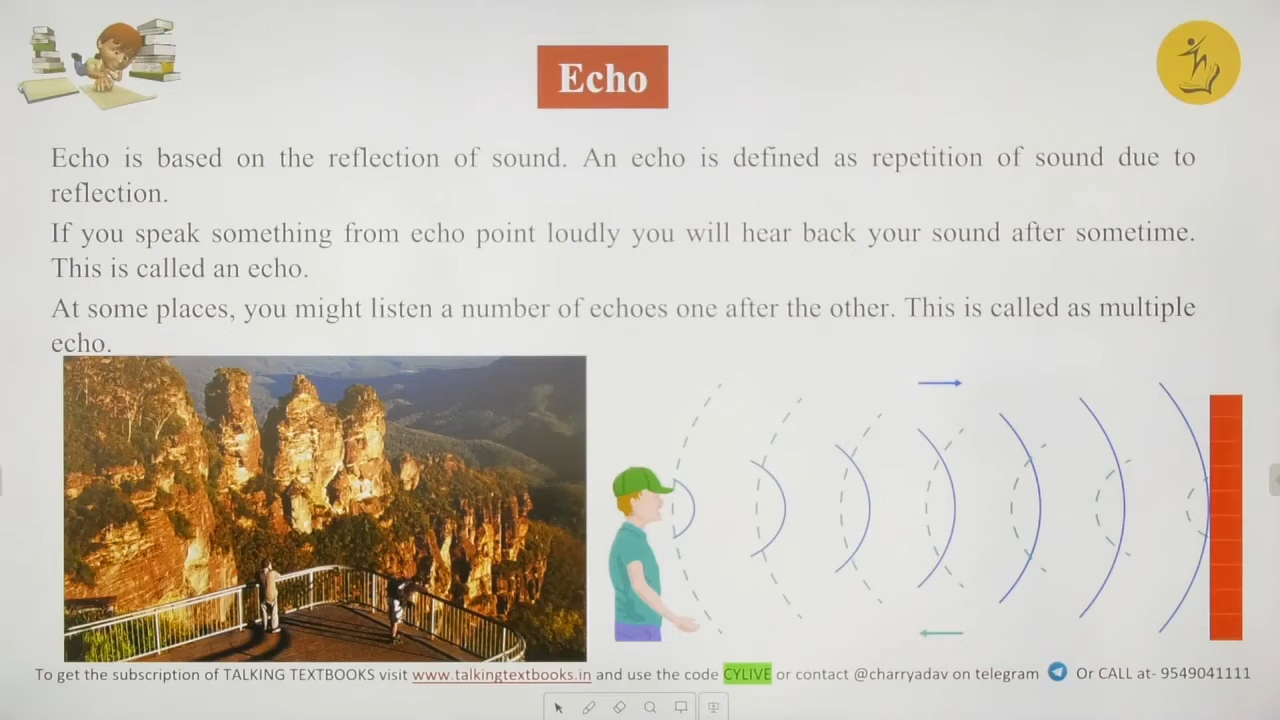 Echo
Echo is based on the reflection of sound. An echo is defined as repetition of sound due to
reflection.
If you speak something from echo point loudly you will hear back your sound after sometime.
This is called an echo.
At some places, you might listen a number of echoes one after the other. This is called as multiple
echo.
To get the subscription of TALKING TEXTBOOKS visit www.talkingtextbooks.in and use the code CYLIVE or contact @charryadav on telegram Or CALL at- 9549041111